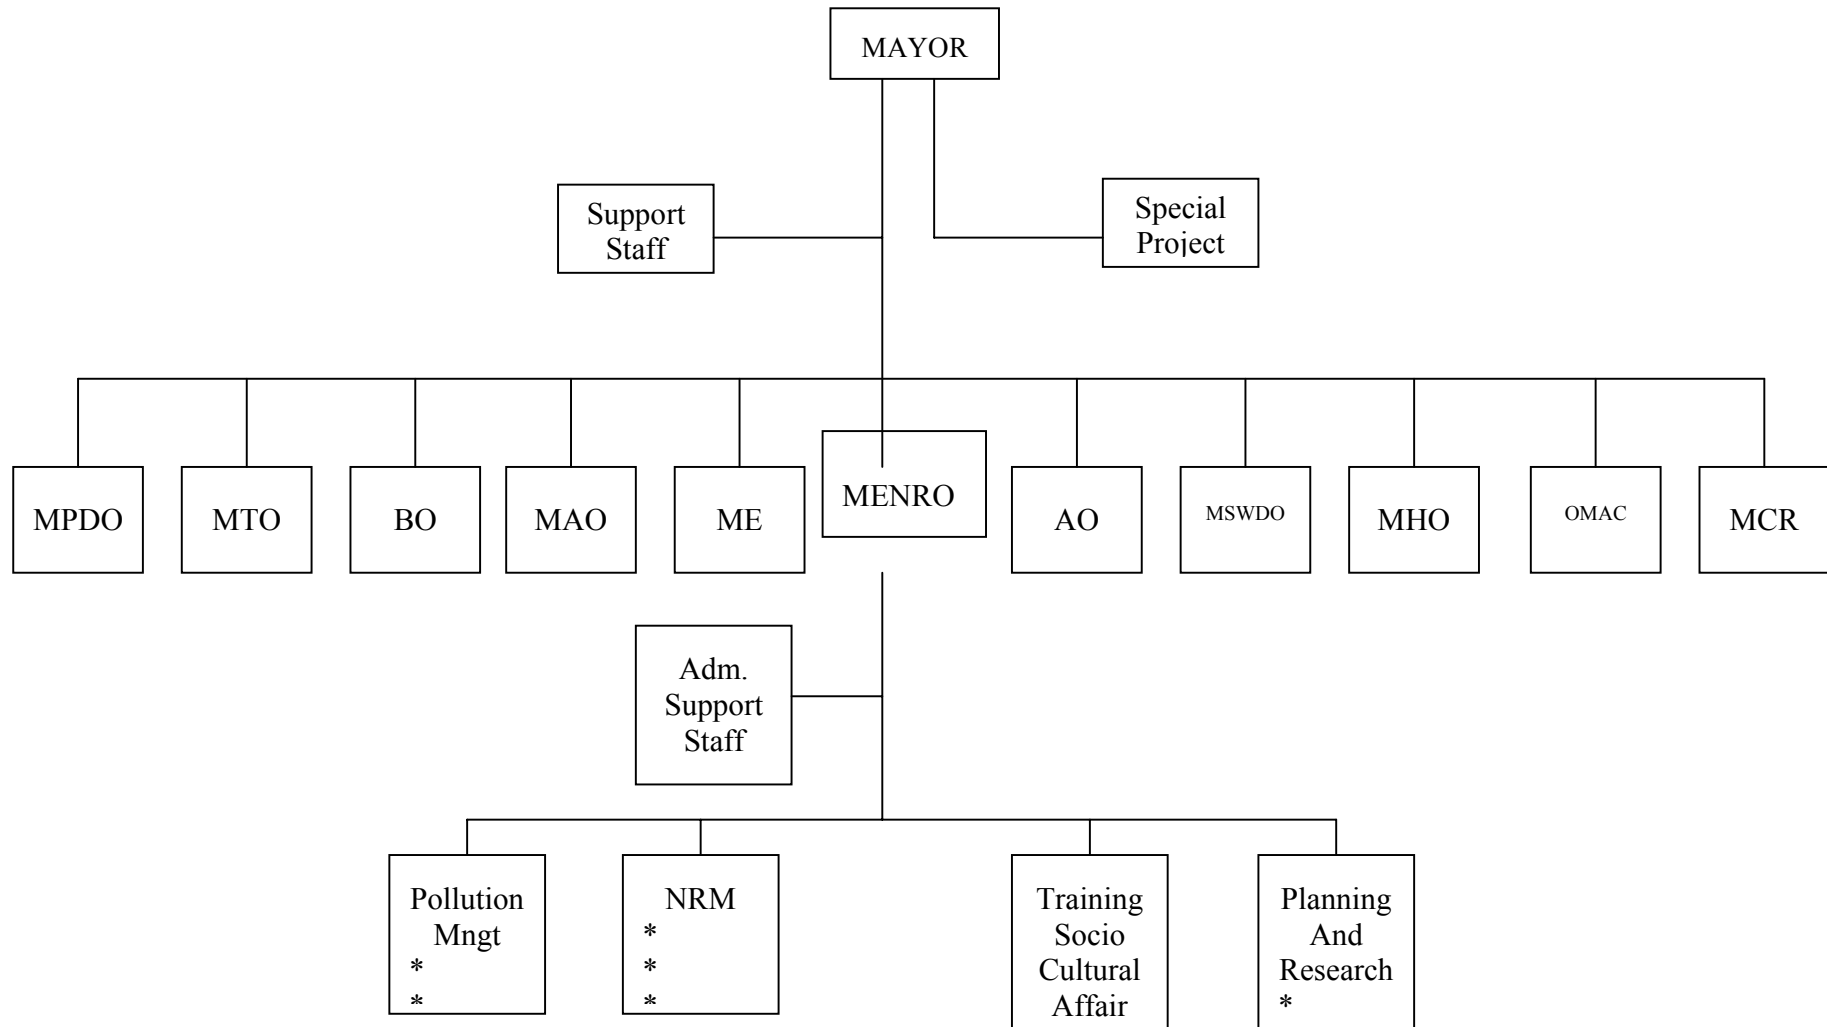 MAYOR
Support
Staff
Special
Project
MPDO
MTO
BO
MAO
ME
MENRO
AO
MSWDO
MHO
OMAC
MCR
Adm.
Support
Staff
Pollution
Mngt
*
*
NRM
*
*
*
Training
Socio
Cultural
Affair
Planning
And
Research
*